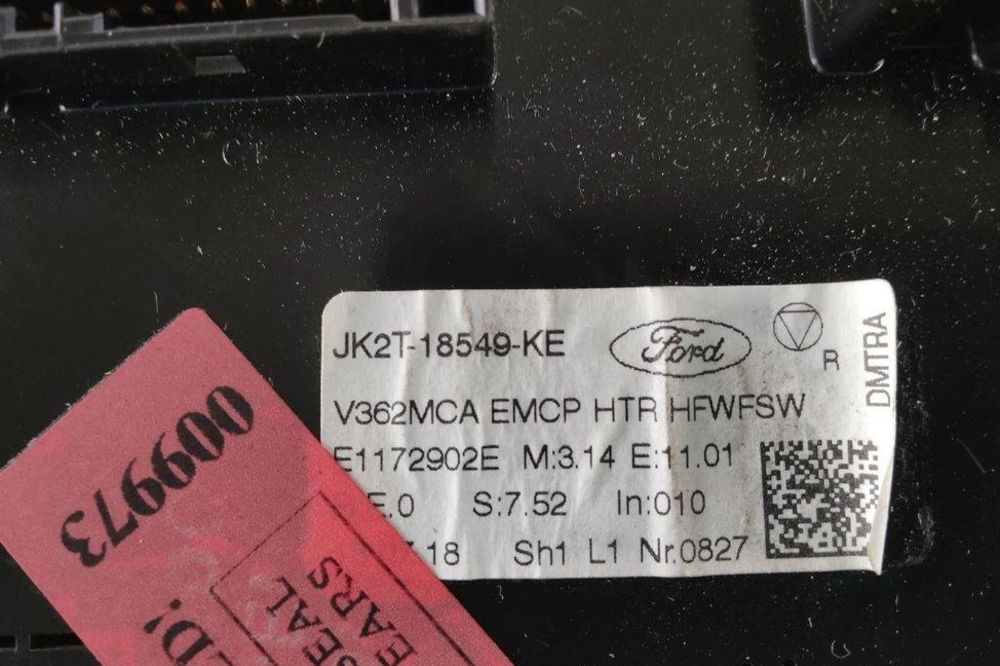 JK2T-18549-KE
Ford
R
DMTRA
V362MCA EMCP HTR HFWFSW
E1172902E M:3.14 E:11.01
E.0 S:7.52 In:010
.18 Sh1 L1 Nr.0827
009973
D!
SEAL
EARS